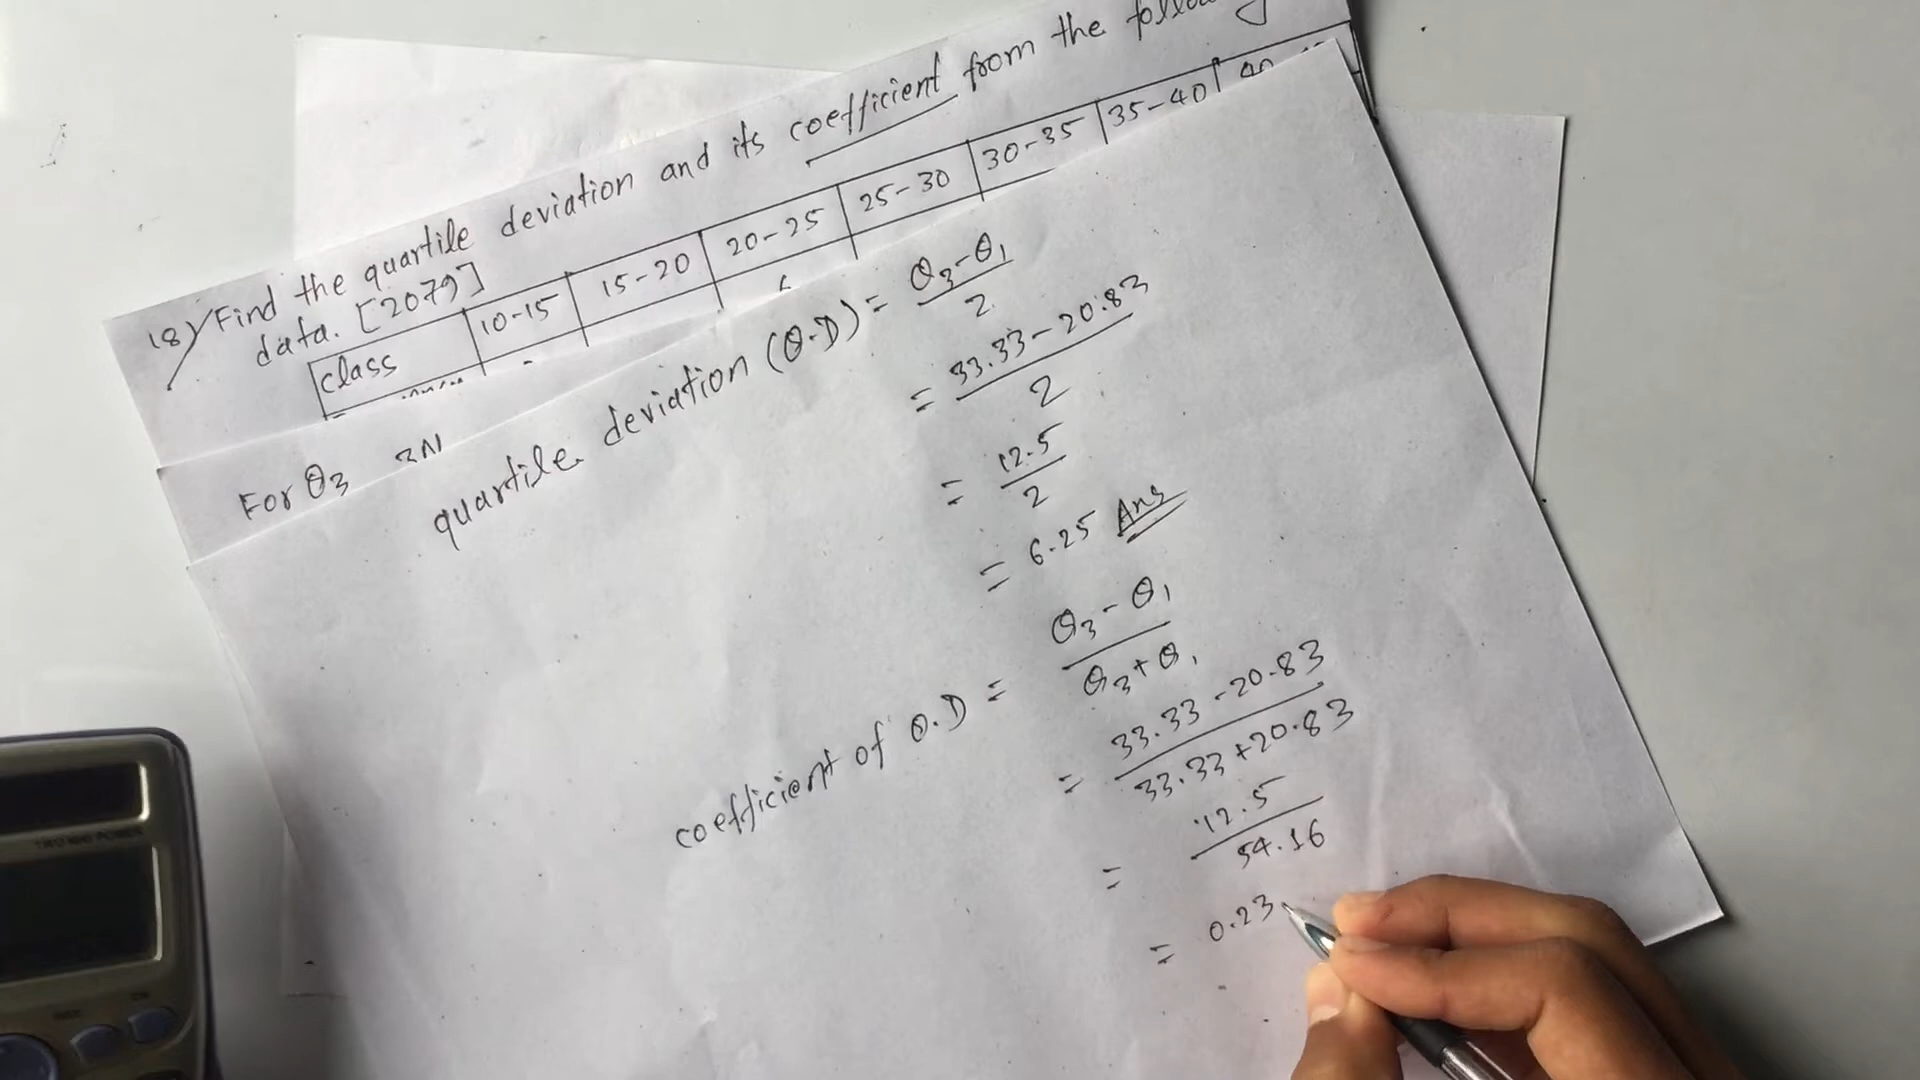 18) Find the quartile deviation and its coefficient from the
data. [2079]
class 10-15 15-20 20-25 25-30 30-35 35-40
For Q3
quartile deviation (Q.D) = Q3-Q1 / 2
= 33.33-20.83 / 2
= 12.5 / 2
= 6.25 Ans
coefficient of Q.D = Q3-Q1 / Q3+Q1
= 33.33-20.83 / 33.33+20.83
= 12.5 / 54.16
= 0.23